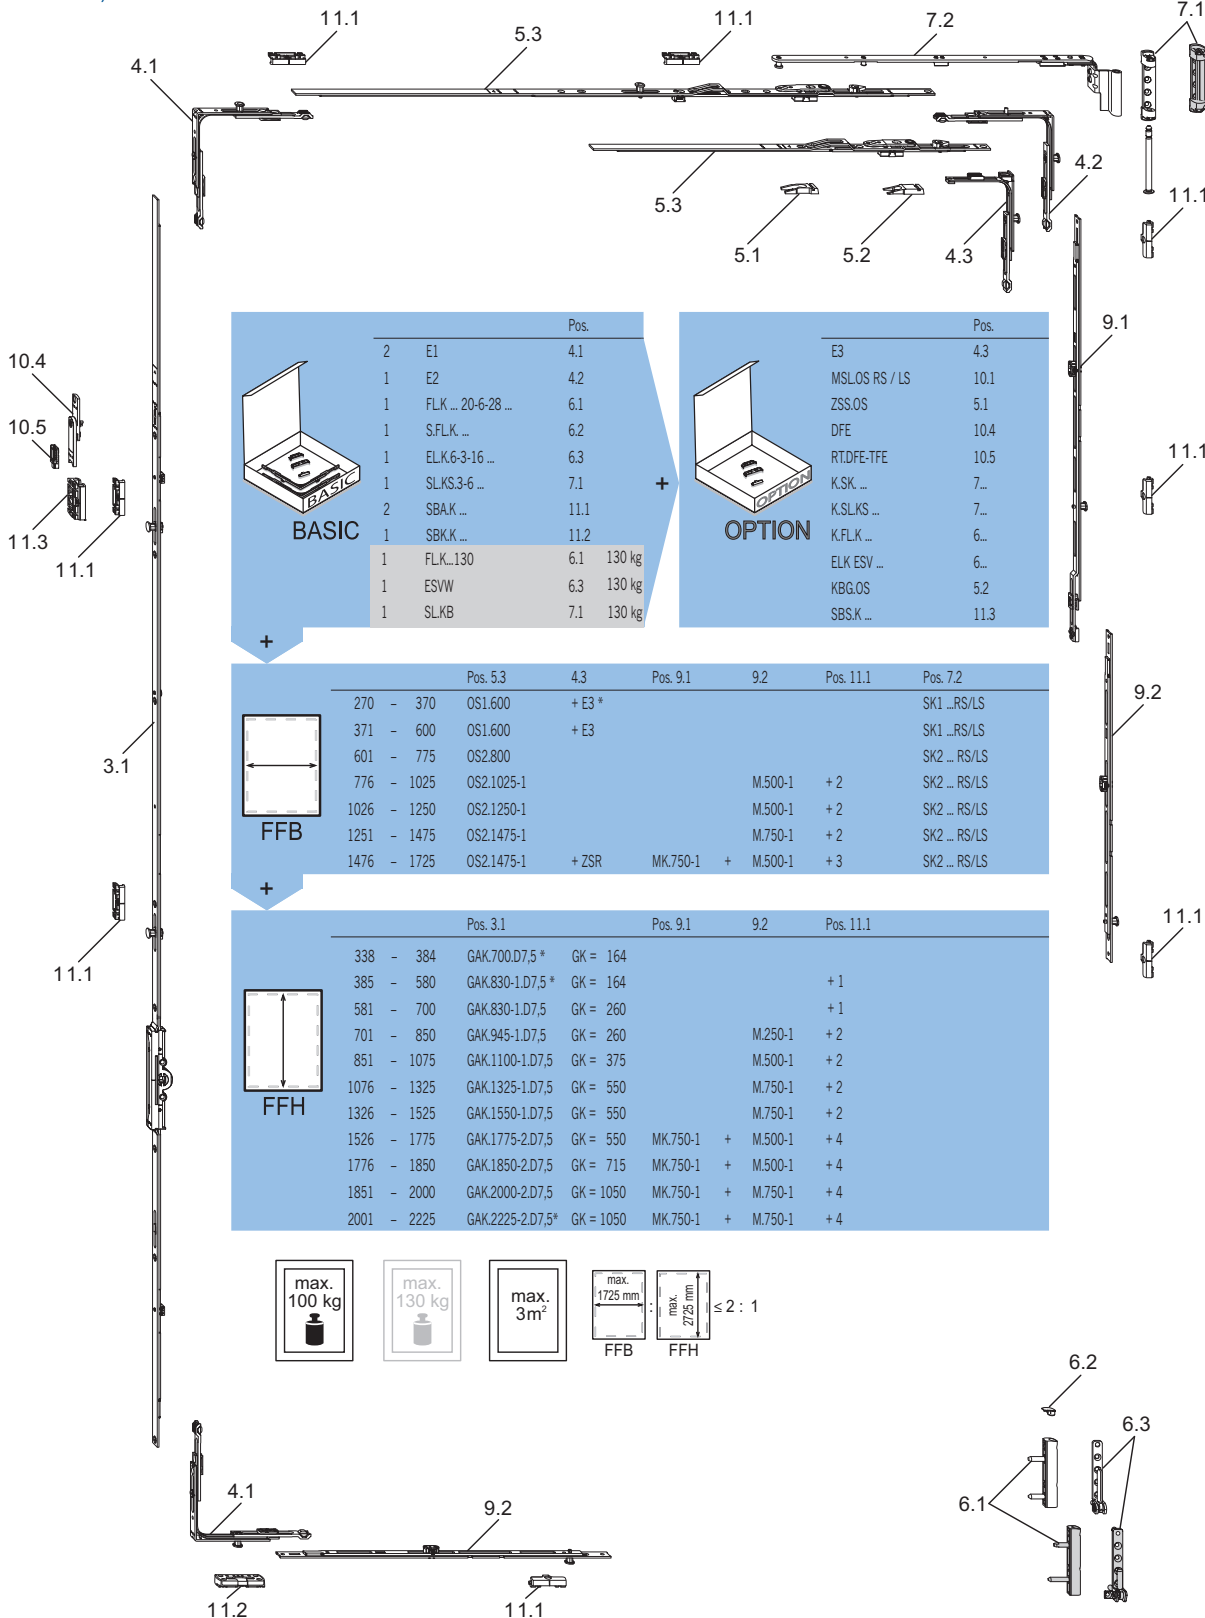 11.1
11.1
7.2
7.1
5.3
4.1
4.2
5.3
11.1
5.1
5.2
4.3
9.1
10.4
10.5
11.3
11.1
11.1
Pos.
2 E1 4.1
1 E2 4.2
1 FL.K ... 20-6-28 ... 6.1
1 S.FL.K. ... 6.2
1 EL.K.6-3-16 ... 6.3
1 SL.KS.3-6 ... 7.1
2 SBA.K ... 11.1
1 SBK.K ... 11.2
1 FL.K...130 6.1 130 kg
1 ESVW 6.3 130 kg
1 SL.KB 7.1 130 kg
BASIC
BASIC
+
Pos.
E3 4.3
MSL.OS RS / LS 10.1
ZSS.OS 5.1
DFE 10.4
RT.DFE-TFE 10.5
K.SK. ... 7...
K.SL.KS ... 7...
K.FL.K ... 6...
ELK ESV ... 6...
KBG.OS 5.2
SBS.K ... 11.3
OPTION
OPTION
+
Pos. 5.3 4.3 Pos. 9.1 9.2 Pos. 11.1 Pos. 7.2
270 – 370 OS1.600 + E3 * SK1 ...RS/LS
371 – 600 OS1.600 + E3 SK1 ...RS/LS
601 – 775 OS2.800 SK2 ... RS/LS
776 – 1025 OS2.1025-1 M.500-1 + 2 SK2 ... RS/LS
1026 – 1250 OS2.1250-1 M.500-1 + 2 SK2 ... RS/LS
1251 – 1475 OS2.1475-1 M.750-1 + 2 SK2 ... RS/LS
1476 – 1725 OS2.1475-1 + ZSR MK.750-1 + M.500-1 + 3 SK2 ... RS/LS
FFB
9.2
3.1
+
Pos. 3.1 Pos. 9.1 9.2 Pos. 11.1
338 – 384 GAK.700.D7,5 * GK = 164
385 – 580 GAK.830-1.D7,5 * GK = 164 + 1
581 – 700 GAK.830-1.D7,5 GK = 260 + 1
701 – 850 GAK.945-1.D7,5 GK = 260 M.250-1 + 2
851 – 1075 GAK.1100-1.D7,5 GK = 375 M.500-1 + 2
1076 – 1325 GAK.1325-1.D7,5 GK = 550 M.750-1 + 2
1326 – 1525 GAK.1550-1.D7,5 GK = 550 M.750-1 + 2
1526 – 1775 GAK.1775-2.D7,5 GK = 550 MK.750-1 + M.500-1 + 4
1776 – 1850 GAK.1850-2.D7,5 GK = 715 MK.750-1 + M.500-1 + 4
1851 – 2000 GAK.2000-2.D7,5 GK = 1050 MK.750-1 + M.750-1 + 4
2001 – 2225 GAK.2225-2.D7,5* GK = 1050 MK.750-1 + M.750-1 + 4
FFH
11.1
11.1
max.
100 kg
max.
130 kg
max.
3m²
max.
1725 mm
FFB
:
max.
2725 mm
FFH
≤ 2 : 1
6.2
6.3
6.1
4.1
9.2
11.2
11.1